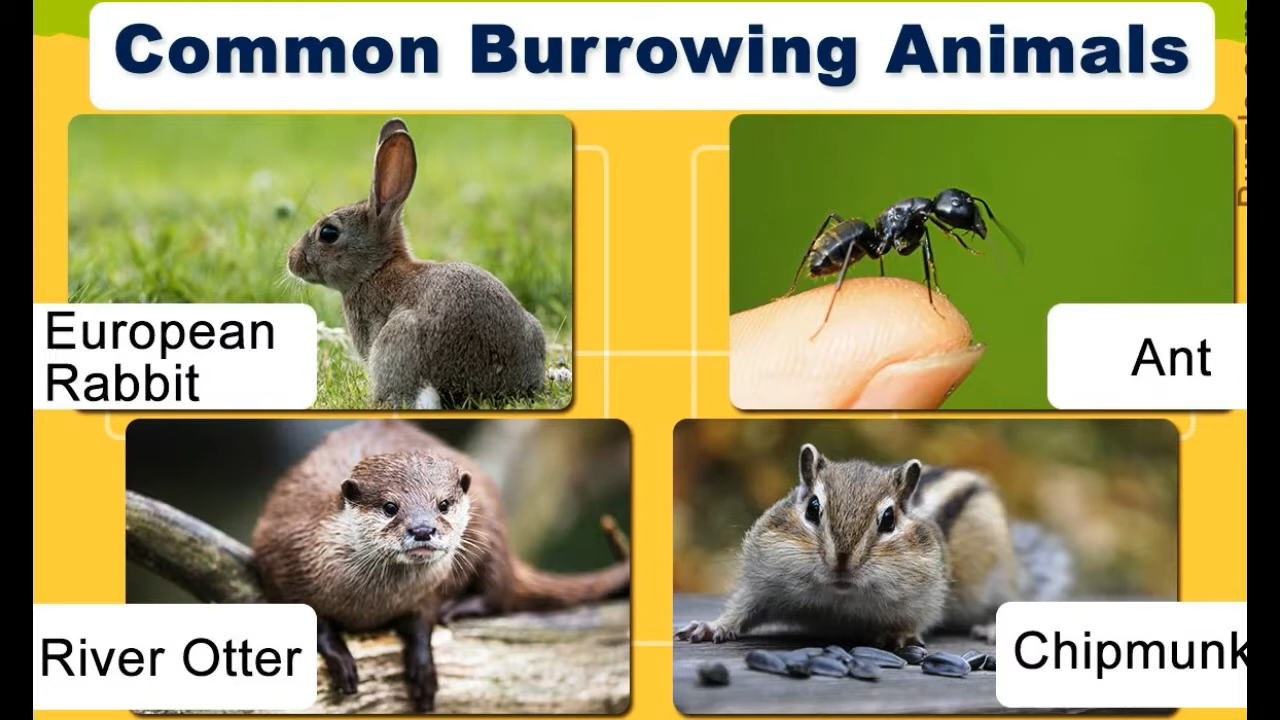 Common Burrowing Animals
European
Rabbit
Ant
River Otter
Chipmunk